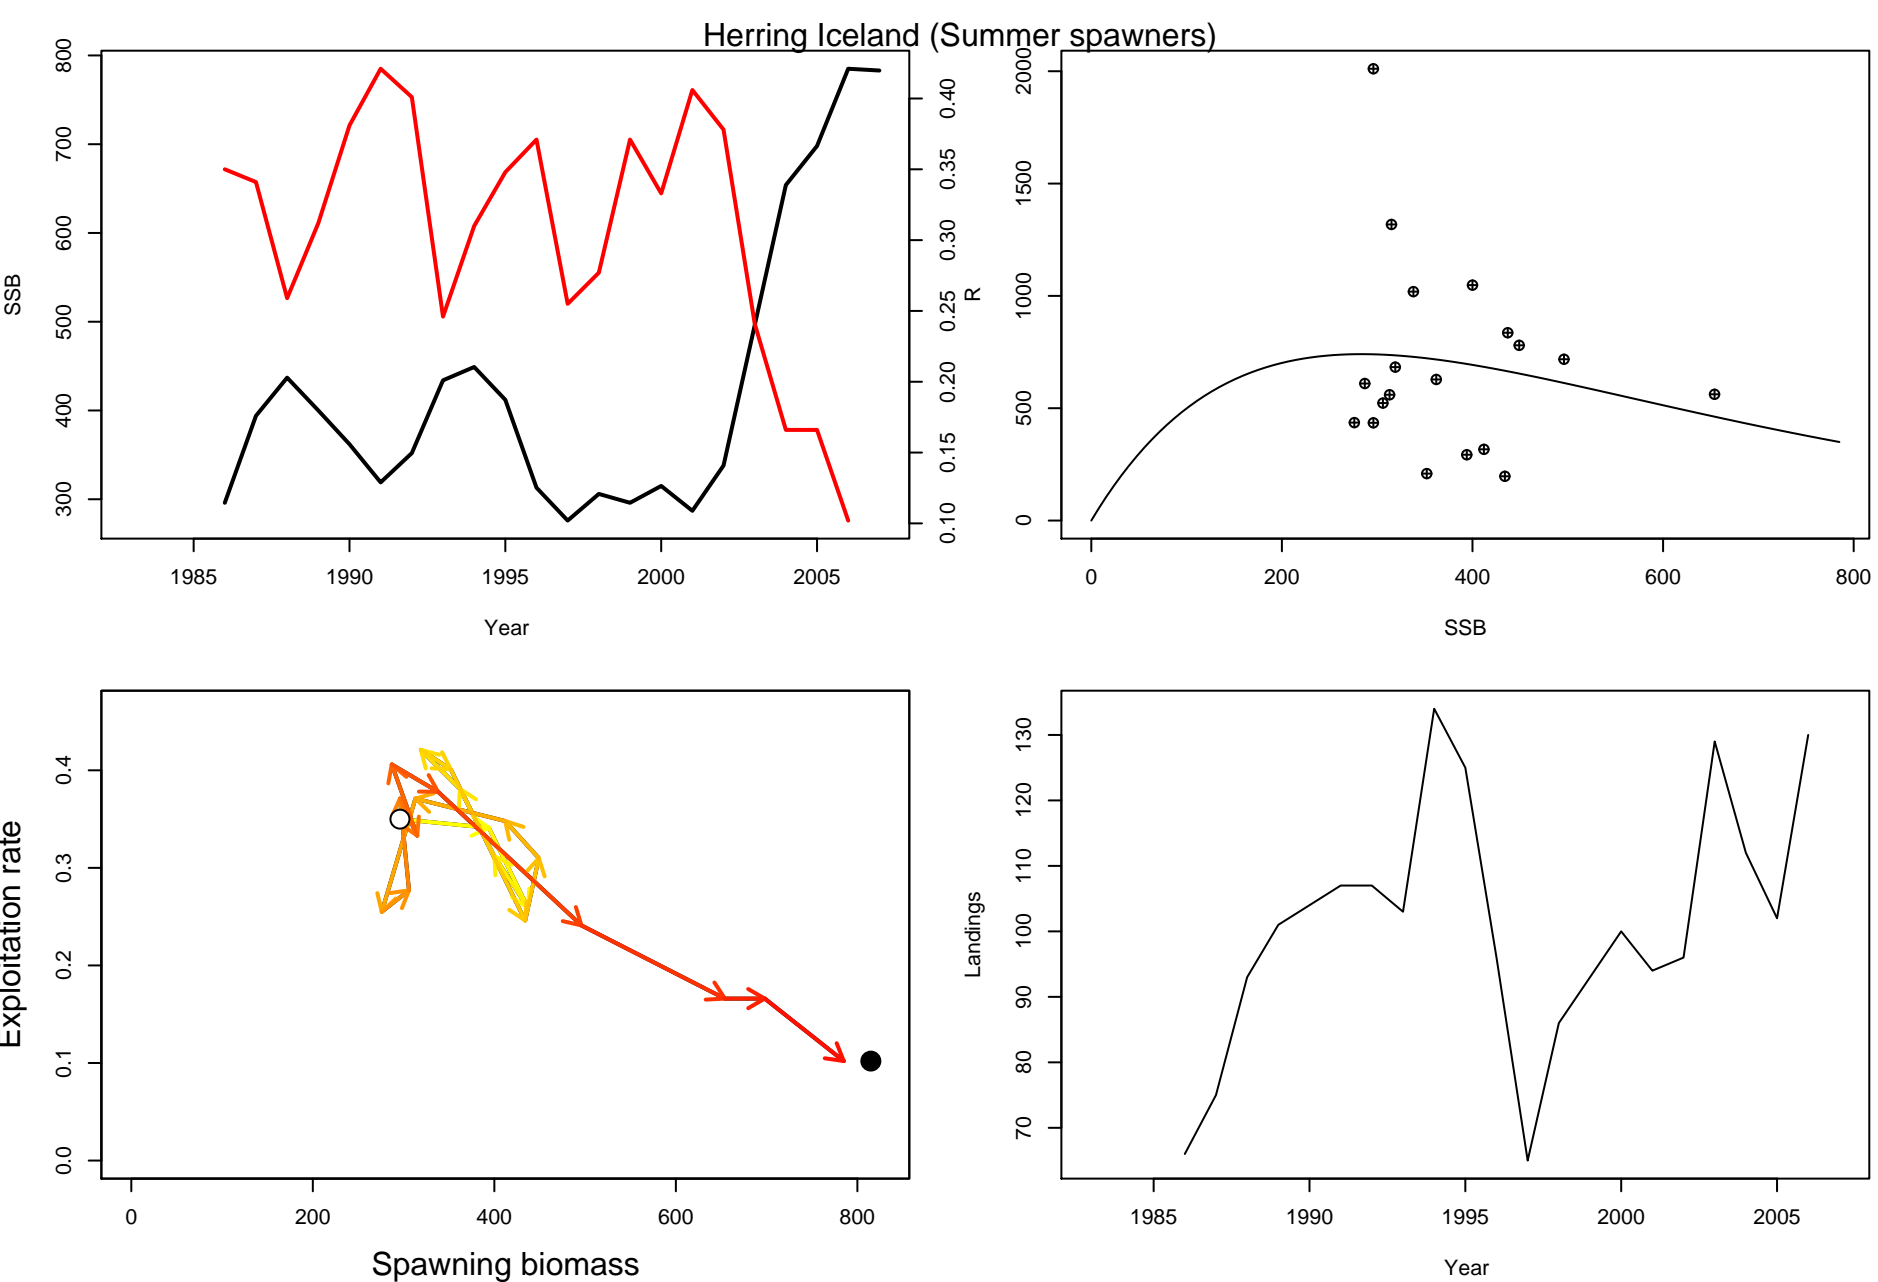 Herring Iceland (Summer spawners)
SSB
800
700
600
500
400
300
0.40
0.35
0.30
0.25
0.20
0.15
0.10
1985 1990 1995 2000 2005
Year
R
2000
1500
1000
500
0
0 200 400 600 800
SSB
Exploitation rate
0.4
0.3
0.2
0.1
0.0
0 200 400 600 800
Spawning biomass
Landings
130
120
110
100
90
80
70
1985 1990 1995 2000 2005
Year